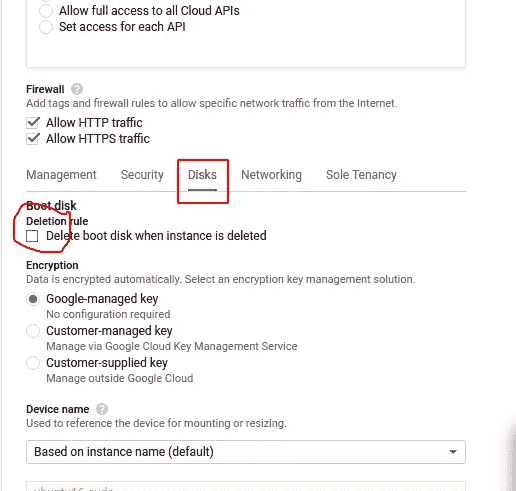 Allow full access to all Cloud APIs
Set access for each API
Firewall
Add tags and firewall rules to allow specific network traffic from the Internet.
Allow HTTP traffic
Allow HTTPS traffic
Management Security Disks Networking Sole Tenancy
Boot disk
Deletion rule
Delete boot disk when instance is deleted
Encryption
Data is encrypted automatically. Select an encryption key management solution.
Google-managed key
No configuration required
Customer-managed key
Manage via Google Cloud Key Management Service
Customer-supplied key
Manage outside Google Cloud
Device name
Used to reference the device for mounting or resizing.
Based on instance name (default)